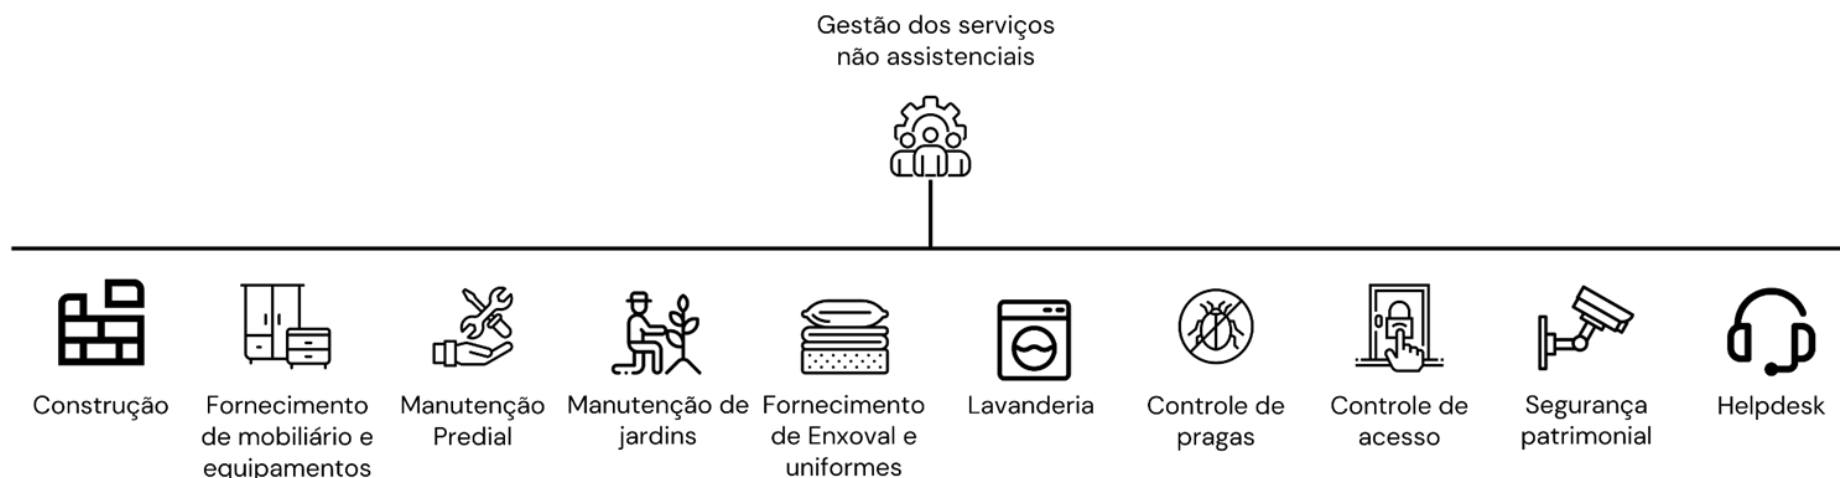 Gestão dos serviços
não assistenciais
Construção
Fornecimento
de mobiliário e
equipamentos
Manutenção
Predial
Manutenção de
jardins
Fornecimento
de Enxoval e
uniformes
Lavanderia
Controle de
pragas
Controle de
acesso
Segurança
patrimonial
Helpdesk